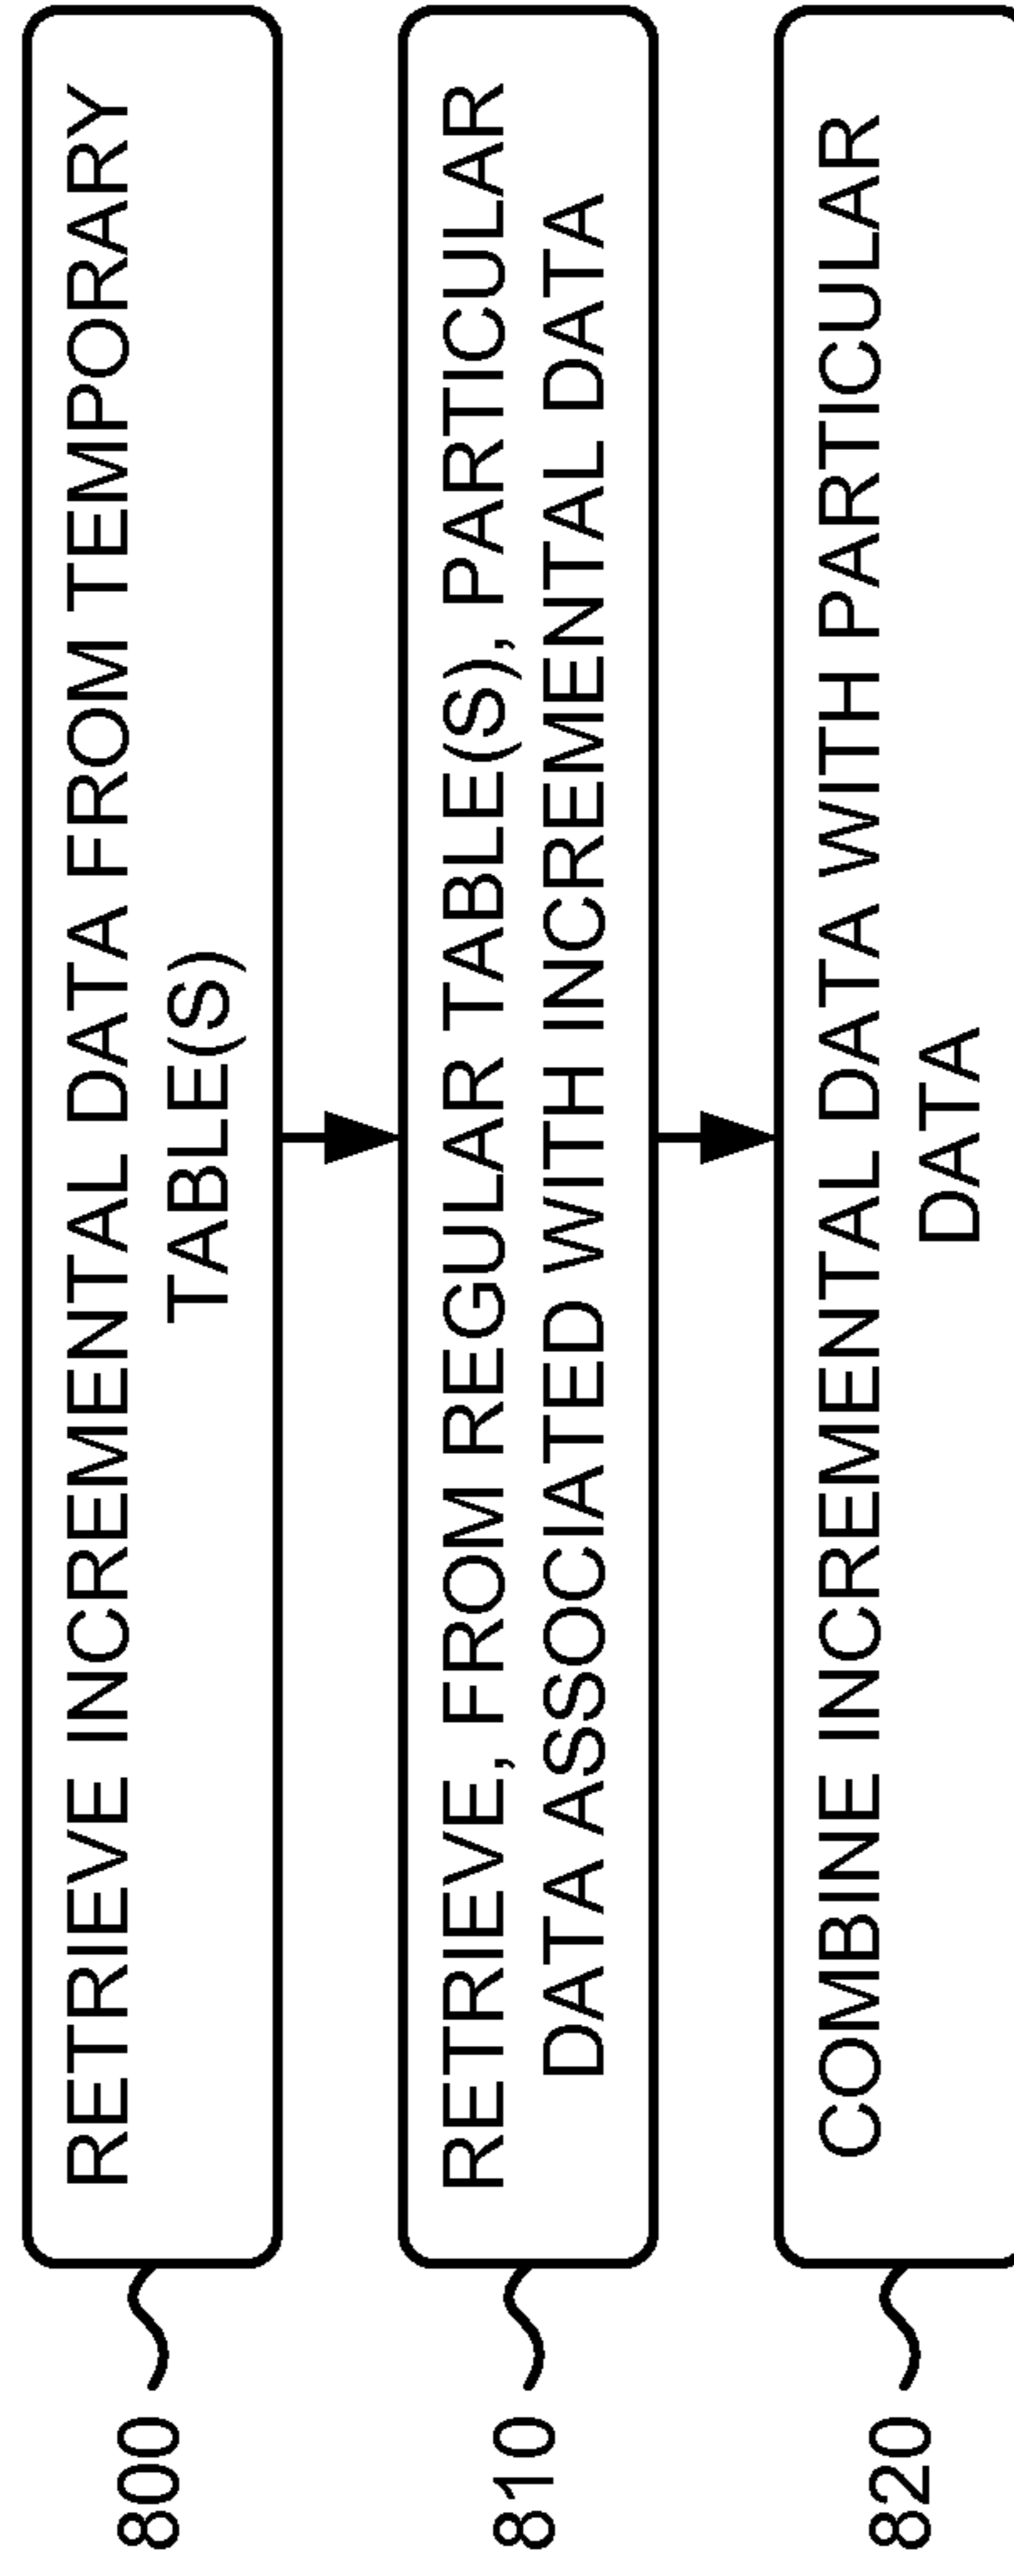 800
RETRIEVE INCREMENTAL DATA FROM TEMPORARY
TABLE(S)
810
RETRIEVE, FROM REGULAR TABLE(S), PARTICULAR
DATA ASSOCIATED WITH INCREMENTAL DATA
820
COMBINE INCREMENTAL DATA WITH PARTICULAR
DATA